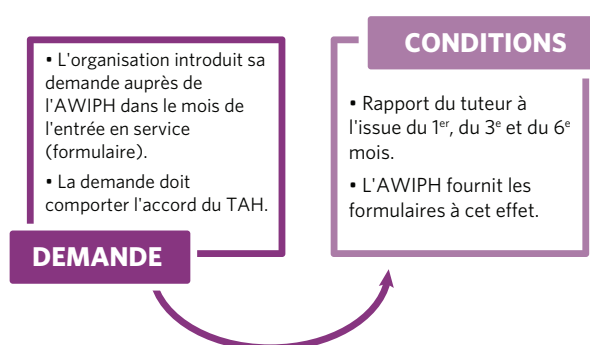 • L'organisation introduit sa
demande auprès de
l'AWIPH dans le mois de
l'entrée en service
(formulaire).
• La demande doit
comporter l'accord du TAH.
DEMANDE
CONDITIONS
• Rapport du tuteur à
l'issue du 1er, du 3e et du 6e
mois.
• L'AWIPH fournit les
formulaires à cet effet.